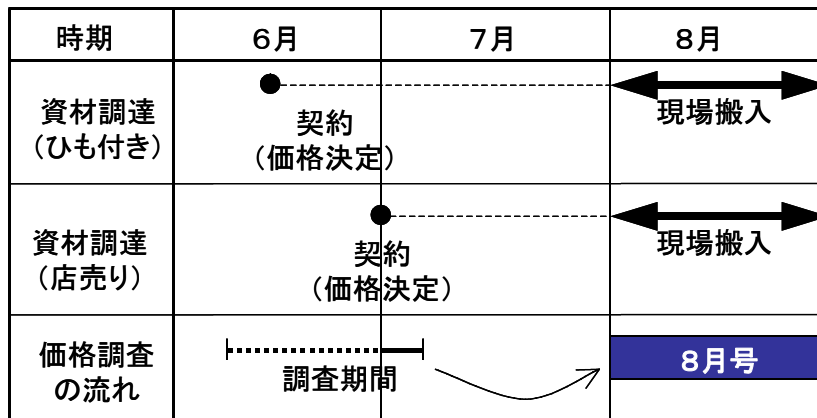 時期
6月
7月
8月
資材調達
（ひも付き）
契約
（価格決定）
現場搬入
資材調達
（店売り）
契約
（価格決定）
現場搬入
価格調査
の流れ
調査期間
8月号